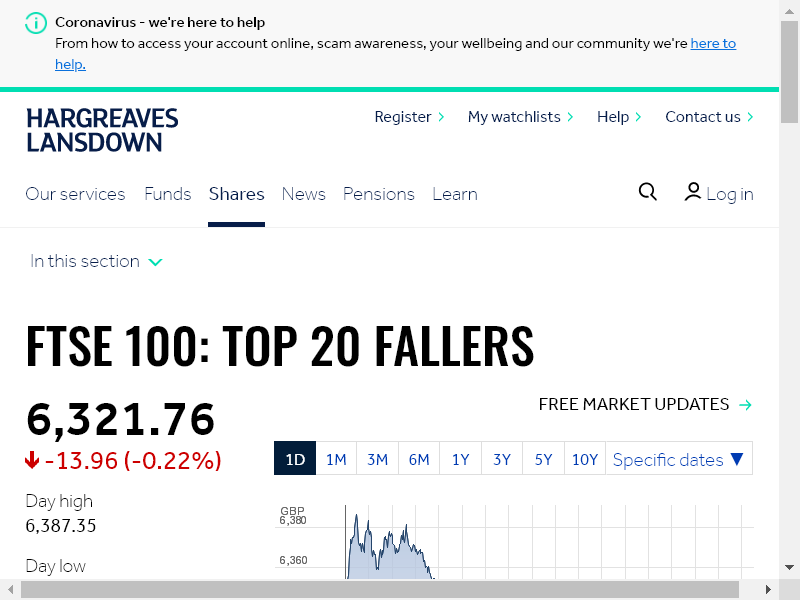 Coronavirus - we're here to help
From how to access your account online, scam awareness, your wellbeing and our community we're here to
help.
HARGREAVES
LANSDOWN
Register My watchlists Help Contact us
Our services Funds Shares News Pensions Learn Log in
In this section
FTSE 100: TOP 20 FALLERS
6,321.76
FREE MARKET UPDATES
-13.96 (-0.22%)
1D 1M 3M 6M 1Y 3Y 5Y 10Y Specific dates
Day high
6,387.35
Day low
GBP
6,380
6,360